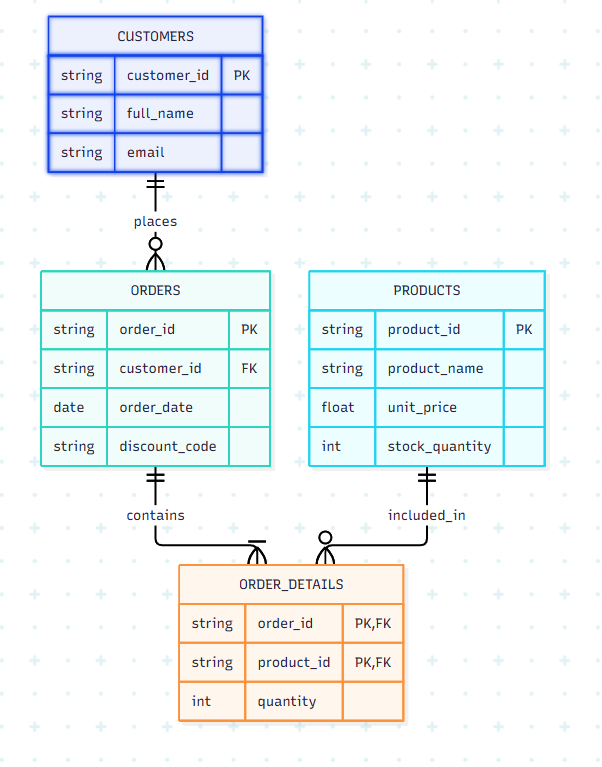 CUSTOMERS
string customer_id PK
string full_name
string email
places
ORDERS
string order_id PK
string customer_id FK
date order_date
string discount_code
PRODUCTS
string product_id PK
string product_name
float unit_price
int stock_quantity
contains
included_in
ORDER_DETAILS
string order_id PK,FK
string product_id PK,FK
int quantity